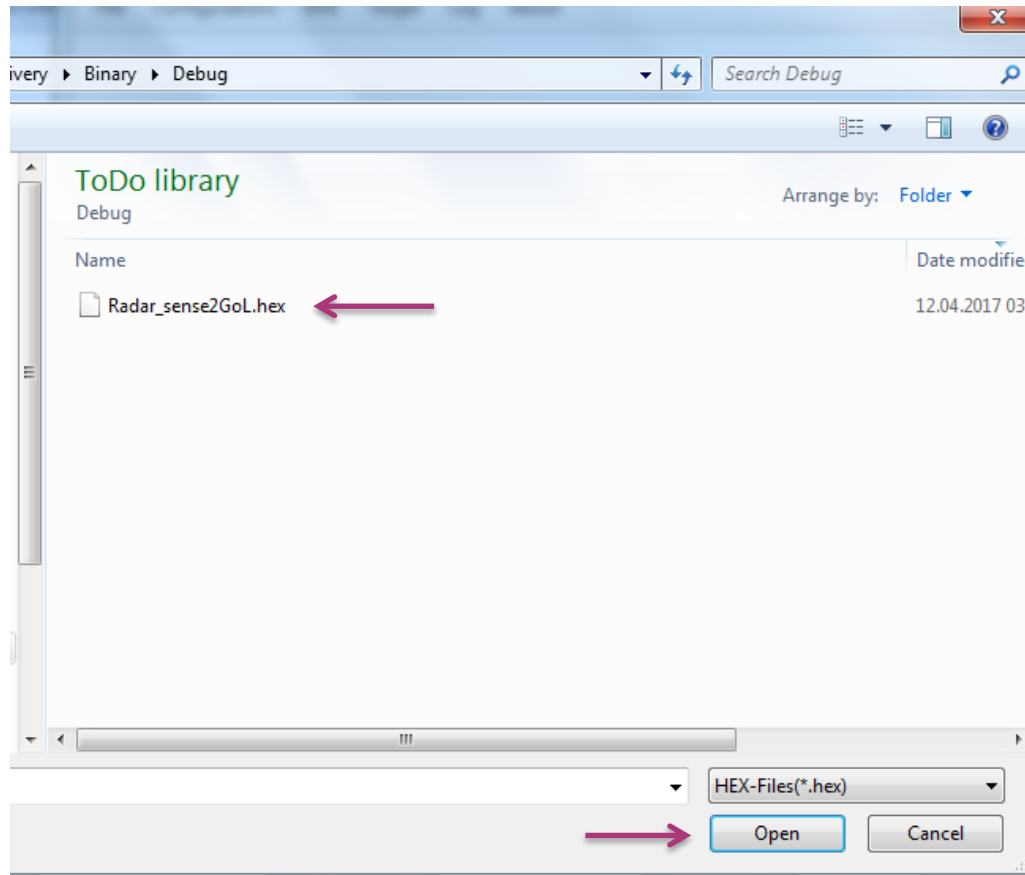 ivery ▸ Binary ▸ Debug
Search Debug
ToDo library
Debug
Arrange by: Folder
Name
Date modifie
Radar_sense2GoL.hex
12.04.2017 03
HEX-Files(*.hex)
Open
Cancel